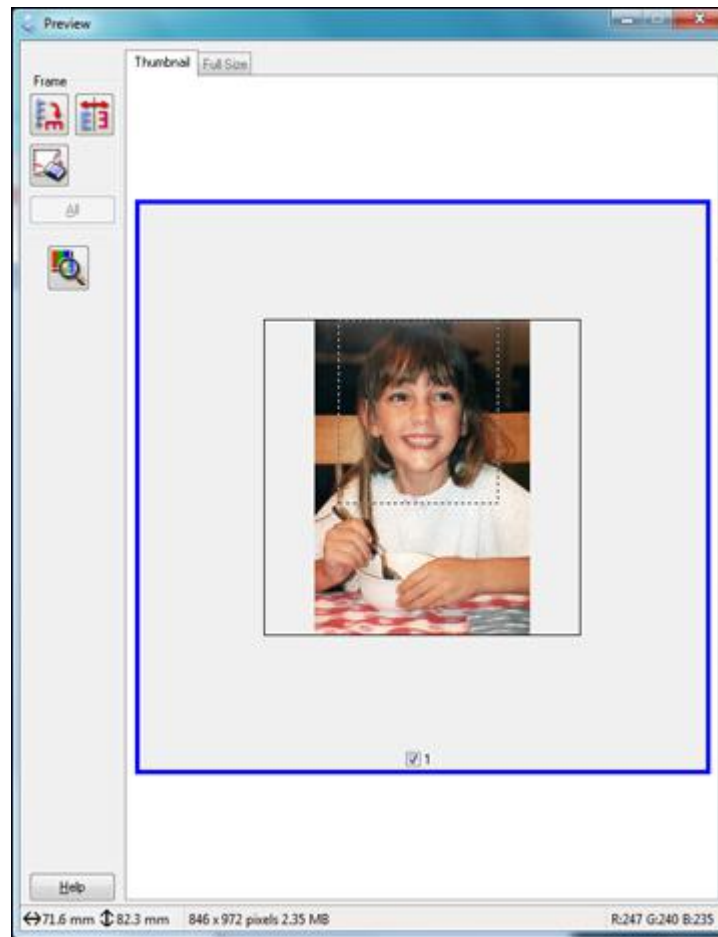 Preview
Thumbnail Full Size
Frame
All
1
Help
71.6 mm 82.3 mm 846 x 972 pixels 2.35 MB R:247 G:240 B:235